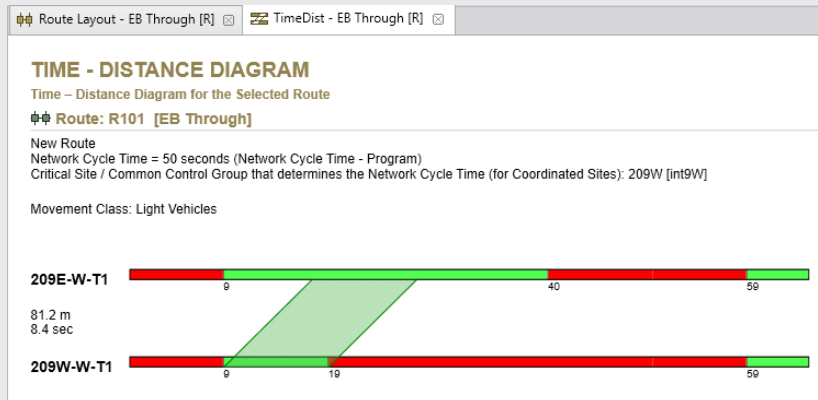 Route Layout - EB Through [R] TimeDist - EB Through [R]
TIME - DISTANCE DIAGRAM
Time – Distance Diagram for the Selected Route
Route: R101 [EB Through]
New Route
Network Cycle Time = 50 seconds (Network Cycle Time - Program)
Critical Site / Common Control Group that determines the Network Cycle Time (for Coordinated Sites): 209W [int9W]
Movement Class: Light Vehicles
209E-W-T1
9 40 59
81.2 m
8.4 sec
209W-W-T1
9 19 59